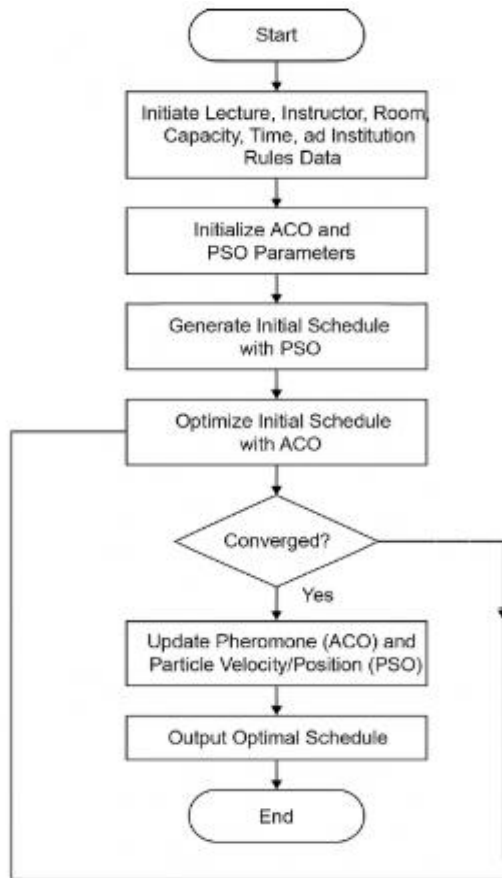 Start
Initiate Lecture, Instructor, Room,
Capacity, Time, ad Institution
Rules Data
Initialize ACO and
PSO Parameters
Generate Initial Schedule
with PSO
Optimize Initial Schedule
with ACO
Converged?
Yes
Update Pheromone (ACO) and
Particle Velocity/Position (PSO)
Output Optimal Schedule
End